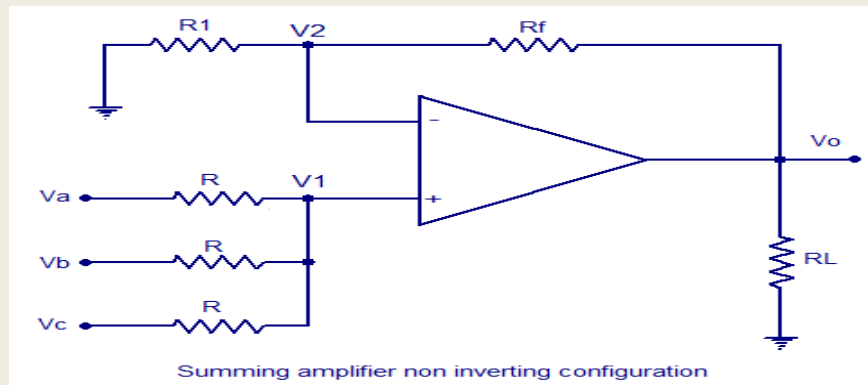 R1
V2
Rf
-
Vo
Va
R
V1
+
Vb
R
RL
Vc
R
Summing amplifier non inverting configuration